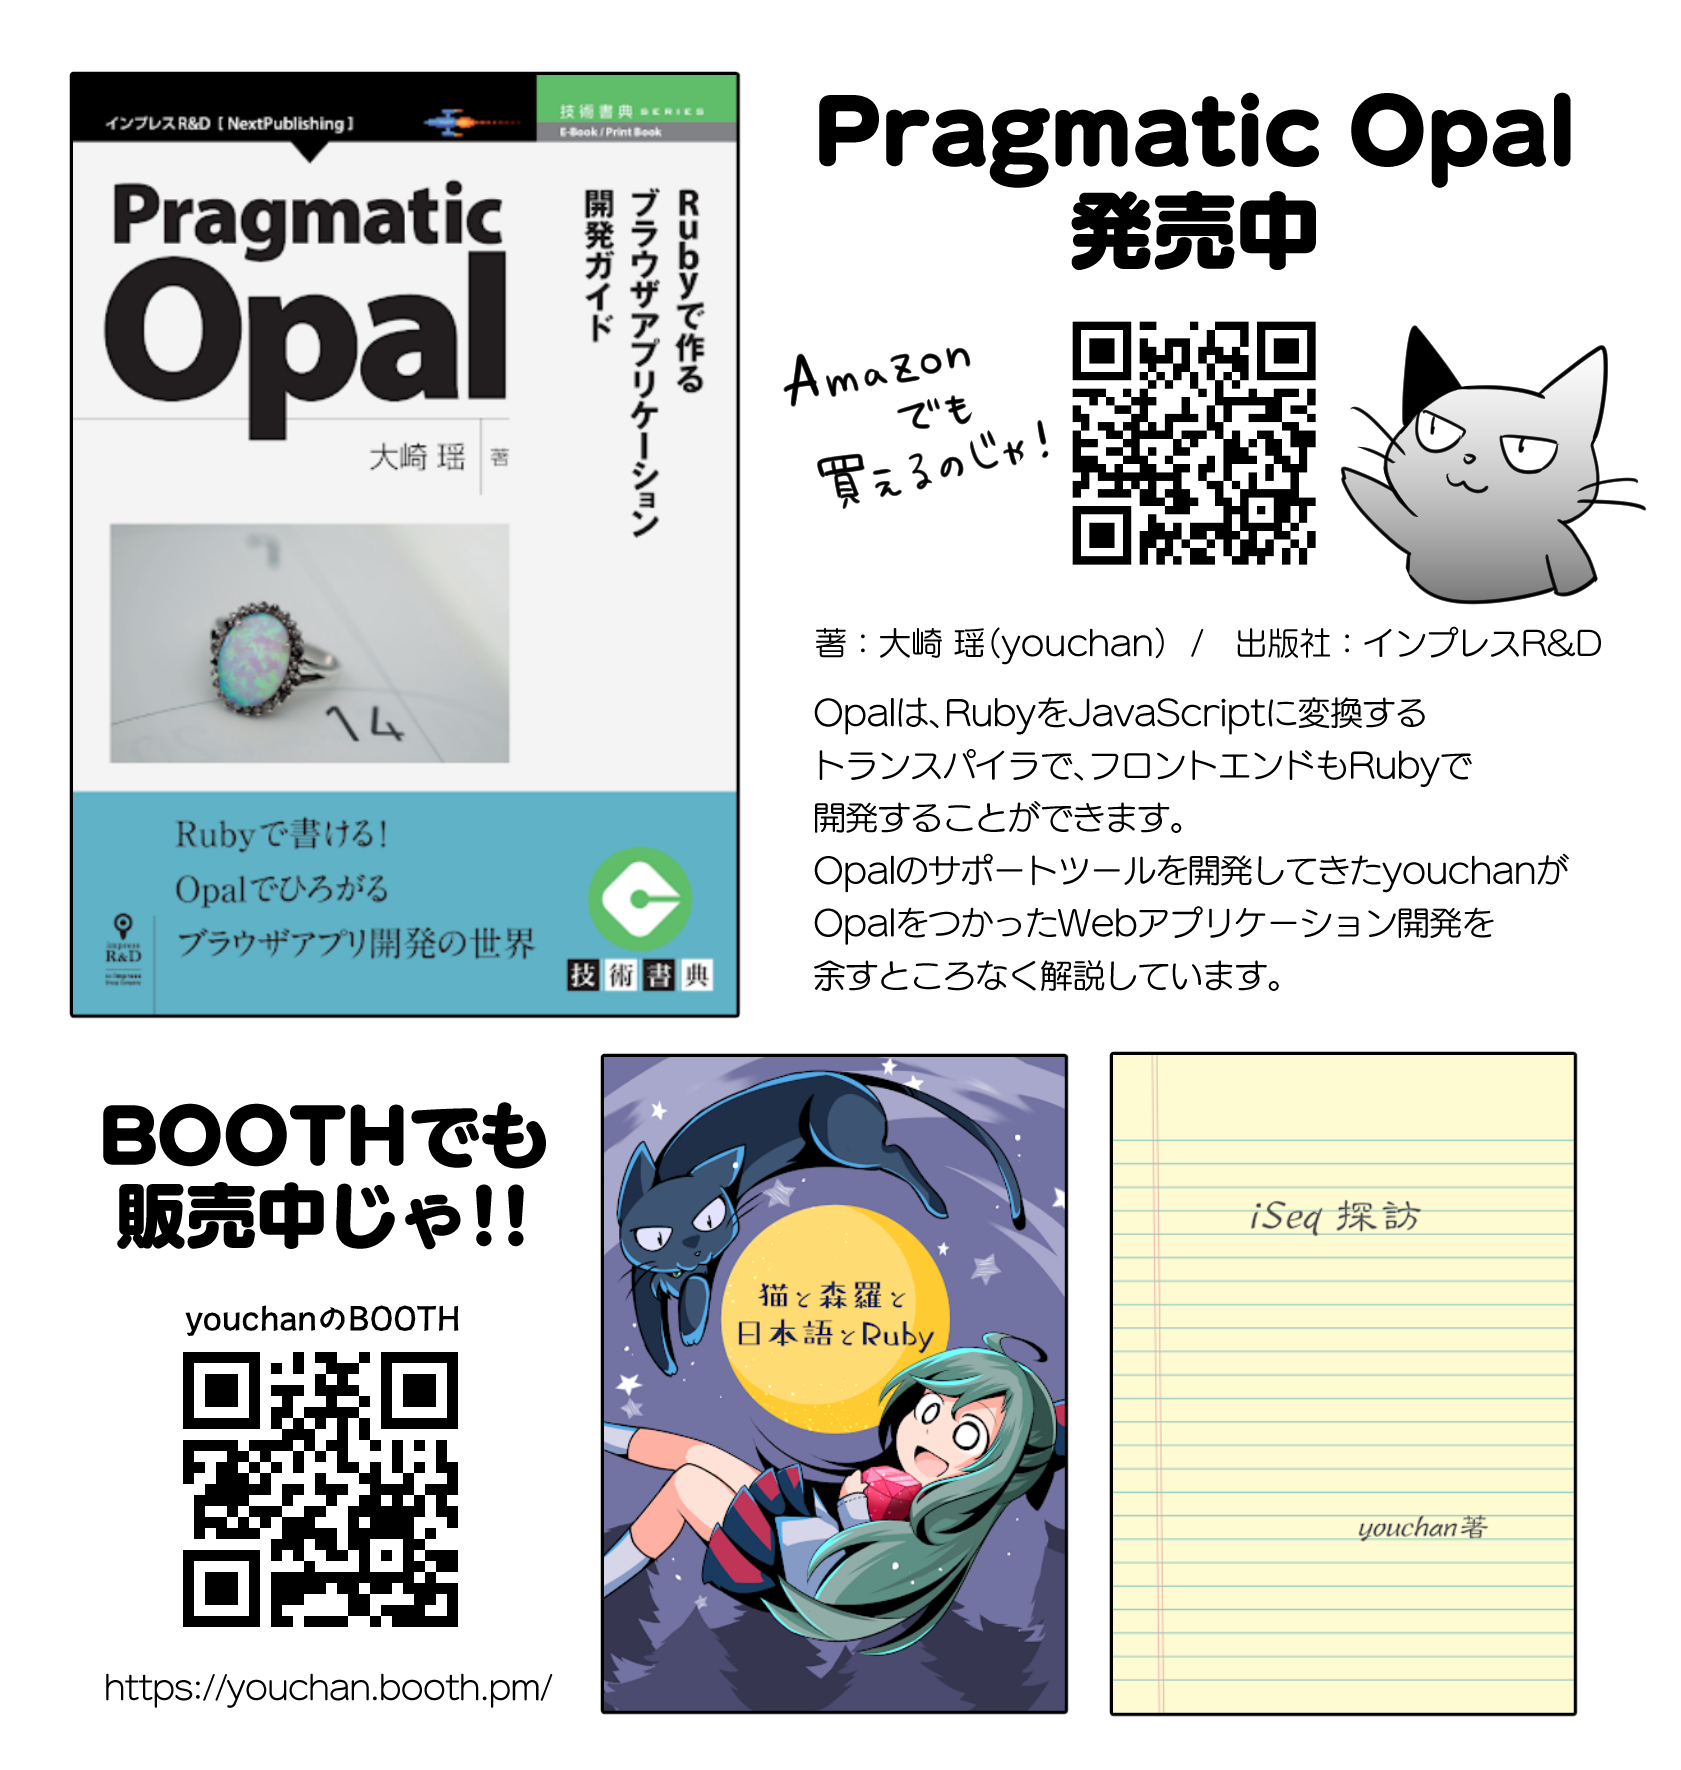 インプレスR&D [ NextPublishing ]
技術書典 SERIES
E-Book / Print Book
Pragmatic
Opal
Rubyで作る
ブラウザアプリケーション
開発ガイド
大崎 瑶 著
14
Rubyで書ける!
Opalでひろがる
ブラウザアプリ開発の世界
impress
R&D
技術書典
Pragmatic Opal
発売中
Amazon
でも
買えるのじゃ!
著:大崎 瑶(youchan) / 出版社:インプレスR&D
Opalは、RubyをJavaScriptに変換する
トランスパイラで、フロントエンドもRubyで
開発することができます。
Opalのサポートツールを開発してきたyouchanが
OpalをつかったWebアプリケーション開発を
余すところなく解説しています。
BOOTHでも
販売中じゃ!!
youchanのBOOTH
https://youchan.booth.pm/
猫と森羅と
日本語とRuby
iSeq 探訪
youchan著